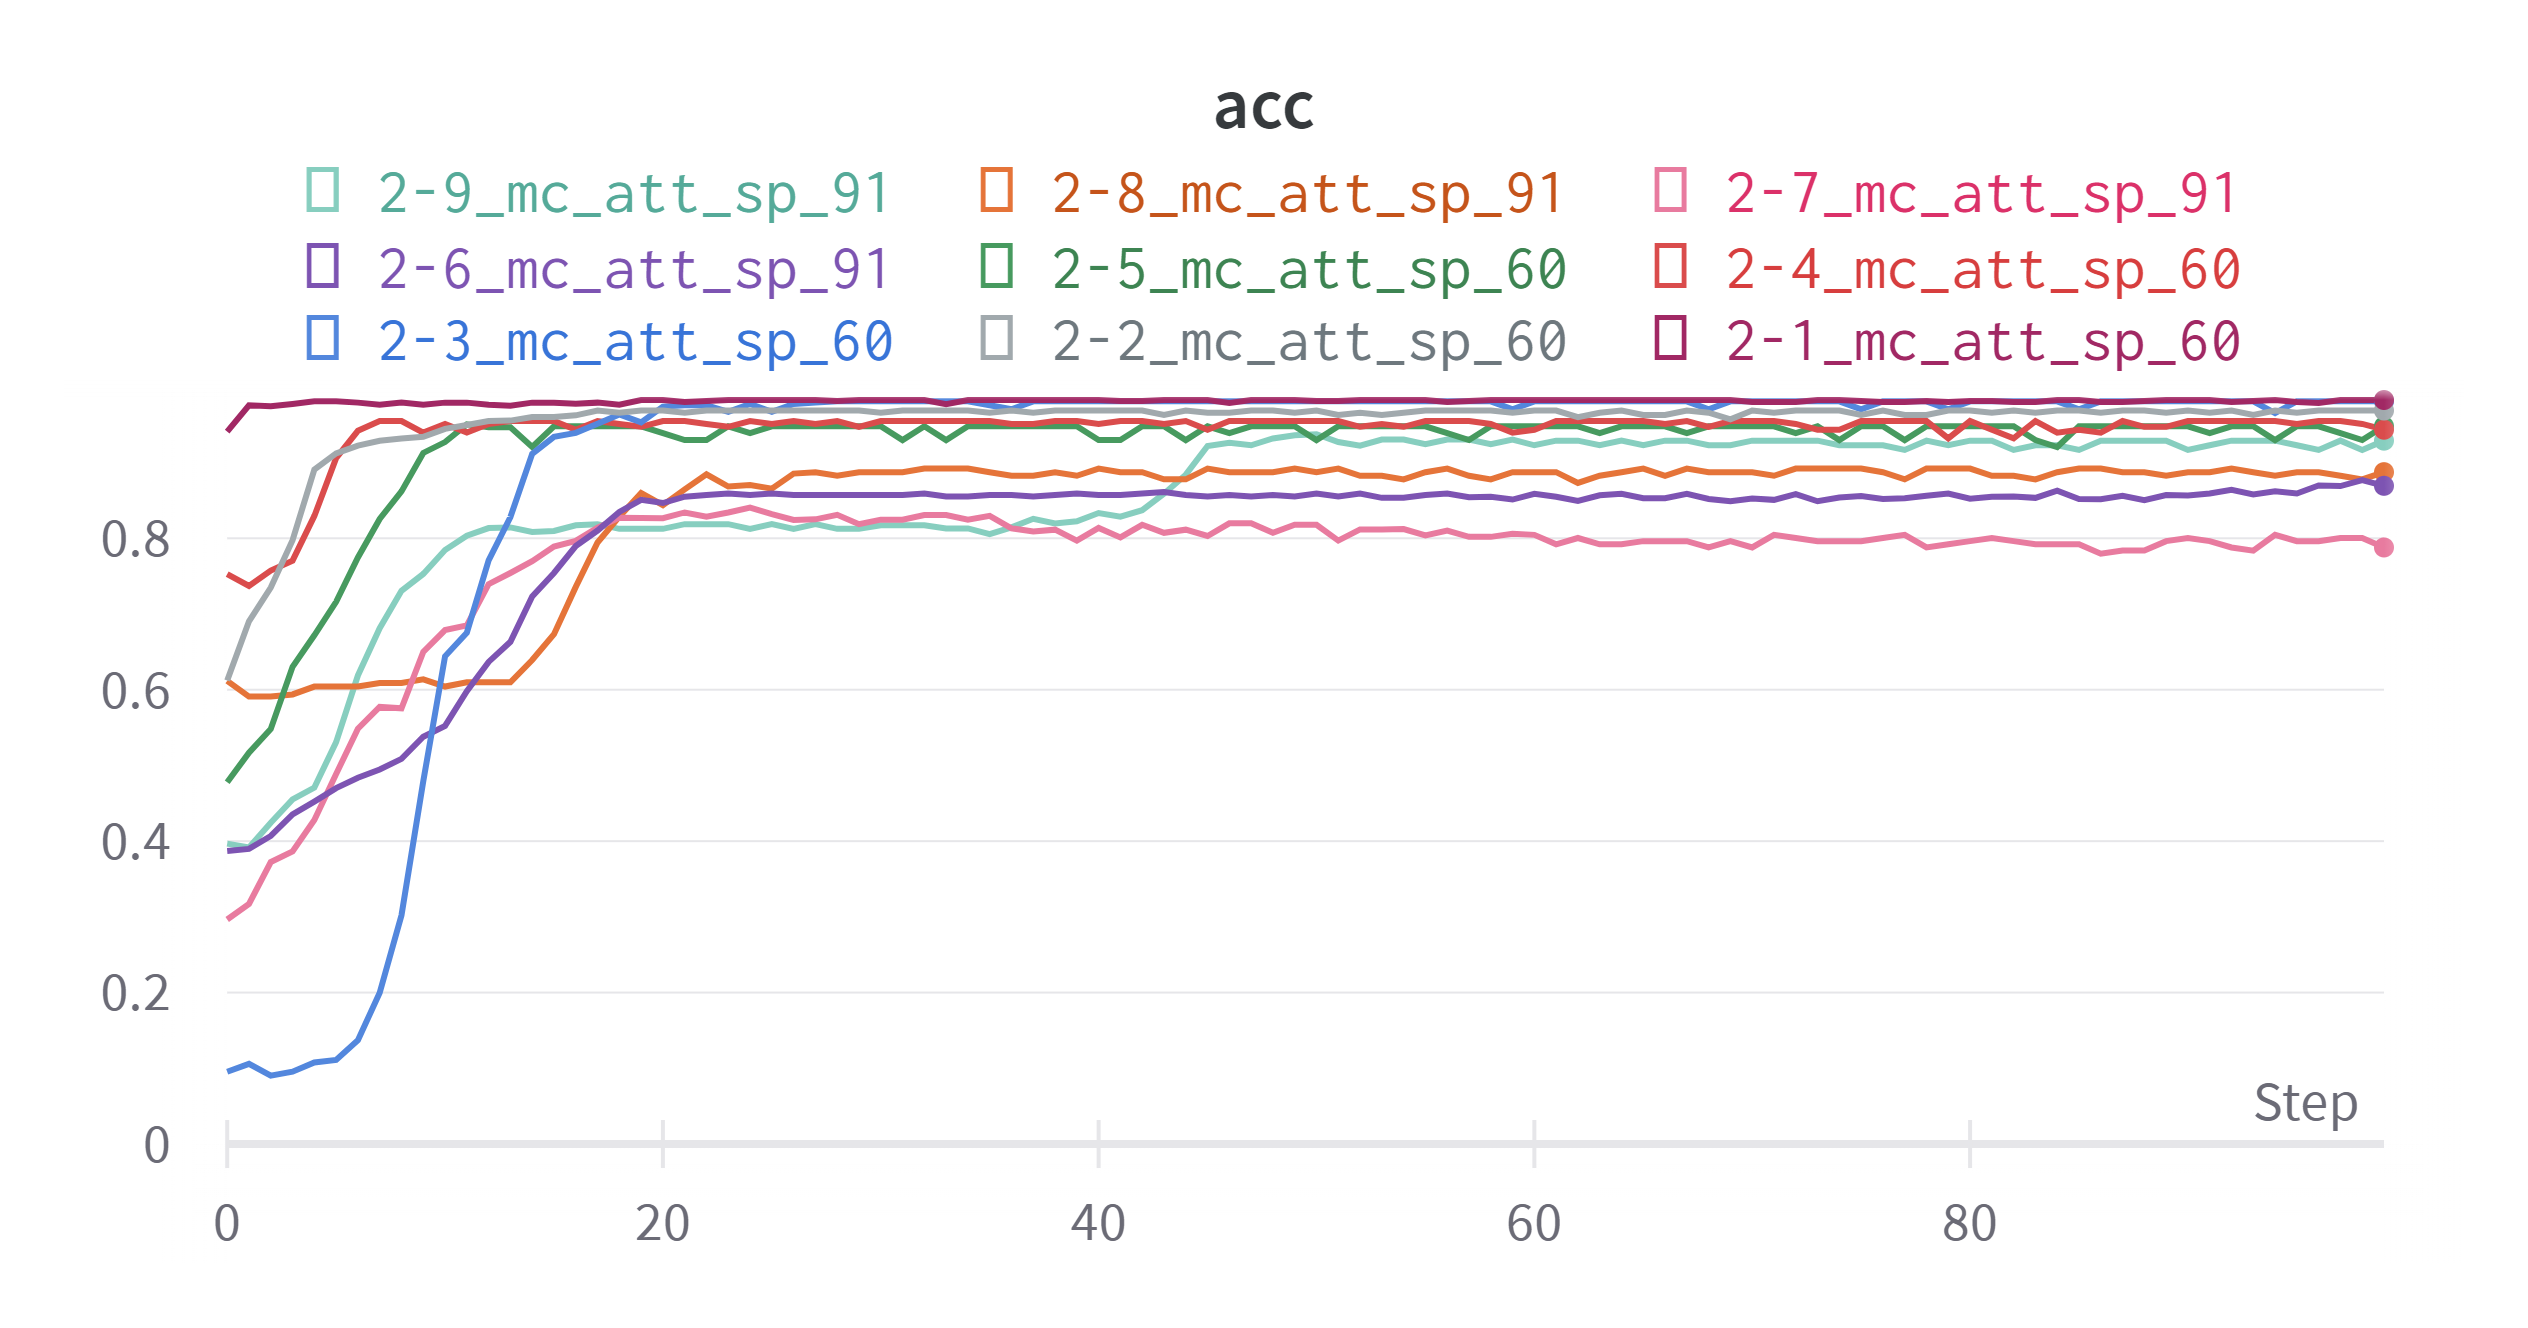 acc
2-9_mc_att_sp_91 2-8_mc_att_sp_91 2-7_mc_att_sp_91
2-6_mc_att_sp_91 2-5_mc_att_sp_60 2-4_mc_att_sp_60
2-3_mc_att_sp_60 2-2_mc_att_sp_60 2-1_mc_att_sp_60
0.8
0.6
0.4
0.2
Step
0
0 20 40 60 80